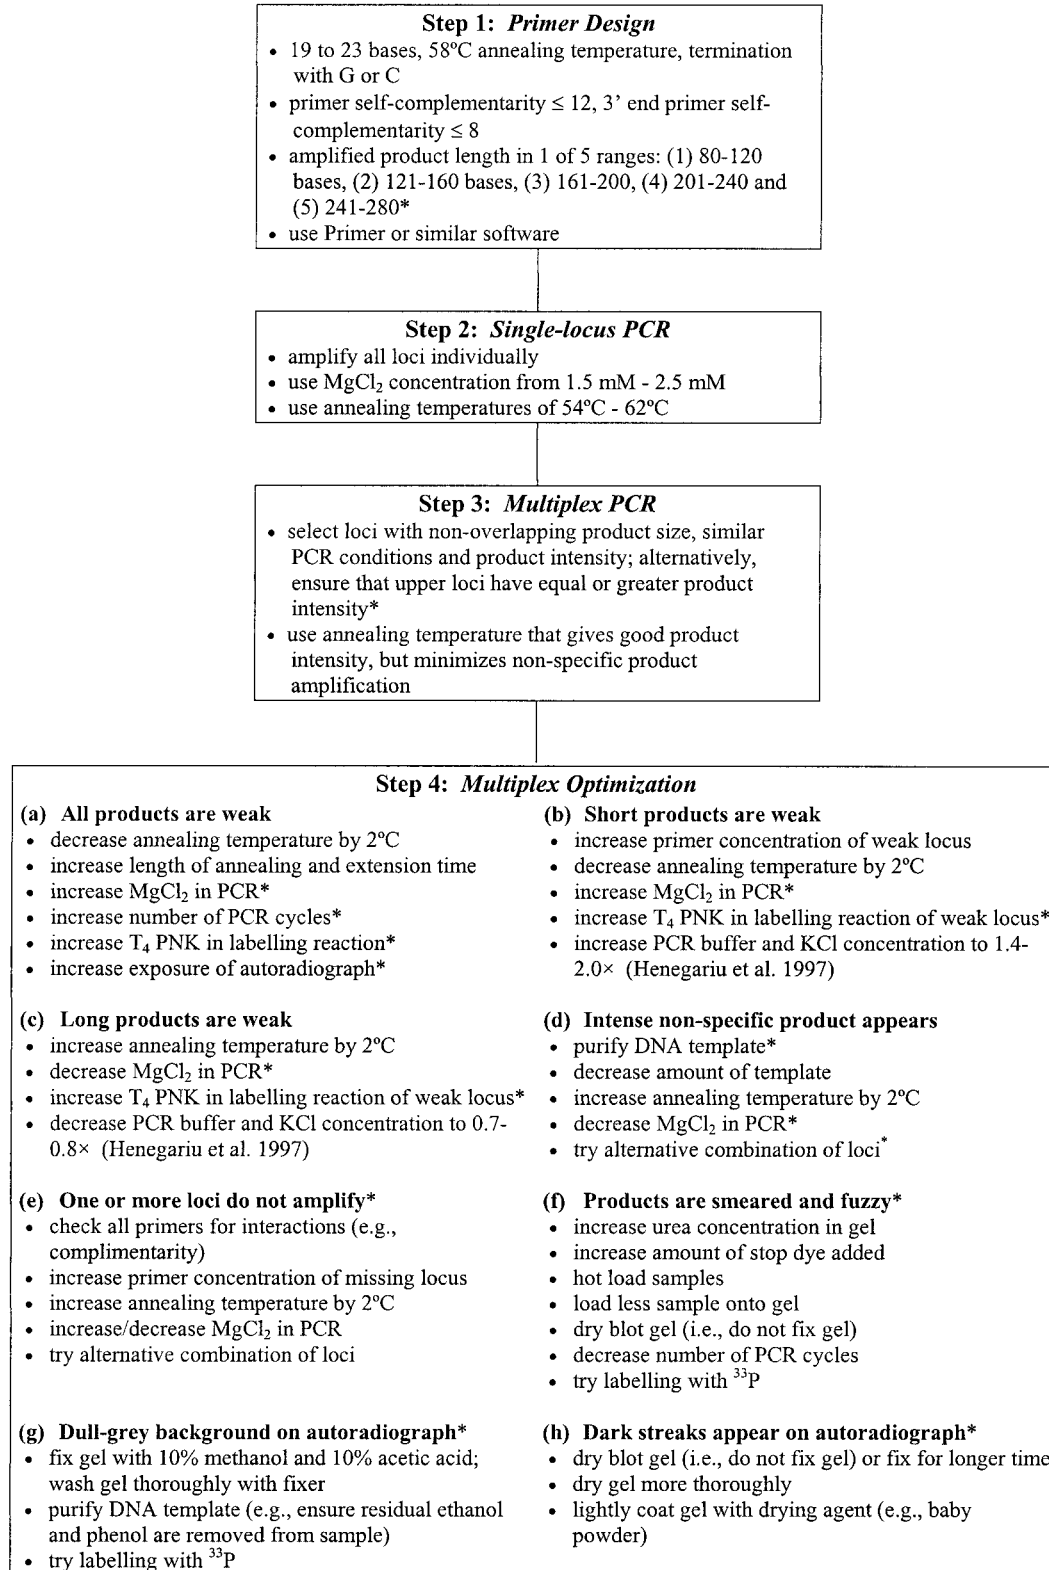 Step 1: Primer Design
• 19 to 23 bases, 58ºC annealing temperature, termination
with G or C
• primer self-complementarity ≤ 12, 3’ end primer self-
complementarity ≤ 8
• amplified product length in 1 of 5 ranges: (1) 80-120
bases, (2) 121-160 bases, (3) 161-200, (4) 201-240 and
(5) 241-280*
• use Primer or similar software
Step 2: Single-locus PCR
• amplify all loci individually
• use MgCl₂ concentration from 1.5 mM - 2.5 mM
• use annealing temperatures of 54ºC - 62ºC
Step 3: Multiplex PCR
• select loci with non-overlapping product size, similar
PCR conditions and product intensity; alternatively,
ensure that upper loci have equal or greater product
intensity*
• use annealing temperature that gives good product
intensity, but minimizes non-specific product
amplification
Step 4: Multiplex Optimization
(a) All products are weak
• decrease annealing temperature by 2ºC
• increase length of annealing and extension time
• increase MgCl₂ in PCR*
• increase number of PCR cycles*
• increase T₄ PNK in labelling reaction*
• increase exposure of autoradiograph*
(b) Short products are weak
• increase primer concentration of weak locus
• decrease annealing temperature by 2ºC
• increase MgCl₂ in PCR*
• increase T₄ PNK in labelling reaction of weak locus*
• increase PCR buffer and KCl concentration to 1.4-
2.0× (Henegariu et al. 1997)
(c) Long products are weak
• increase annealing temperature by 2ºC
• decrease MgCl₂ in PCR*
• increase T₄ PNK in labelling reaction of weak locus*
• decrease PCR buffer and KCl concentration to 0.7-
0.8× (Henegariu et al. 1997)
(d) Intense non-specific product appears
• purify DNA template*
• decrease amount of template
• increase annealing temperature by 2ºC
• decrease MgCl₂ in PCR*
• try alternative combination of loci*
(e) One or more loci do not amplify*
• check all primers for interactions (e.g.,
complimentarity)
• increase primer concentration of missing locus
• increase annealing temperature by 2ºC
• increase/decrease MgCl₂ in PCR
• try alternative combination of loci
(f) Products are smeared and fuzzy*
• increase urea concentration in gel
• increase amount of stop dye added
• hot load samples
• load less sample onto gel
• dry blot gel (i.e., do not fix gel)
• decrease number of PCR cycles
• try labelling with ³³P
(g) Dull-grey background on autoradiograph*
• fix gel with 10% methanol and 10% acetic acid;
wash gel thoroughly with fixer
• purify DNA template (e.g., ensure residual ethanol
and phenol are removed from sample)
• try labelling with ³³P
(h) Dark streaks appear on autoradiograph*
• dry blot gel (i.e., do not fix gel) or fix for longer time
• dry gel more thoroughly
• lightly coat gel with drying agent (e.g., baby
powder)